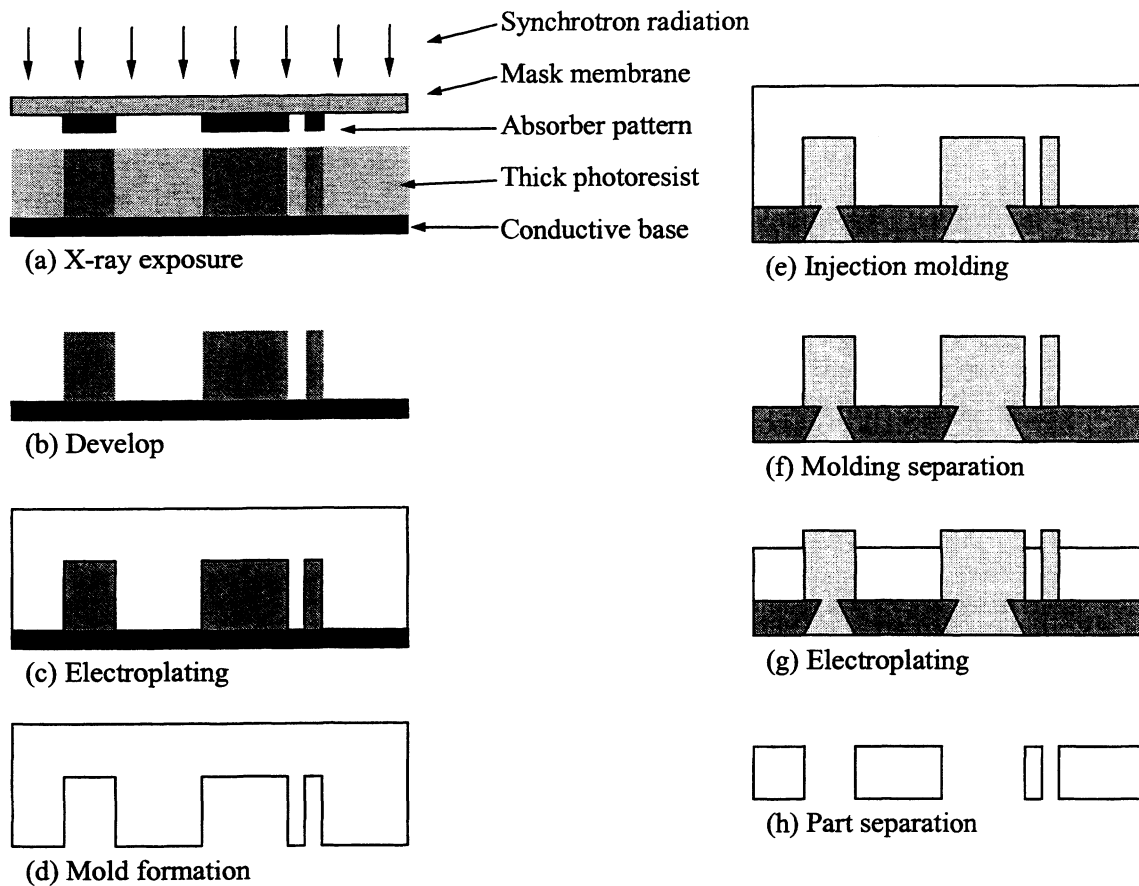 Synchrotron radiation
Mask membrane
Absorber pattern
Thick photoresist
Conductive base
(a) X-ray exposure
(b) Develop
(c) Electroplating
(d) Mold formation
(e) Injection molding
(f) Molding separation
(g) Electroplating
(h) Part separation